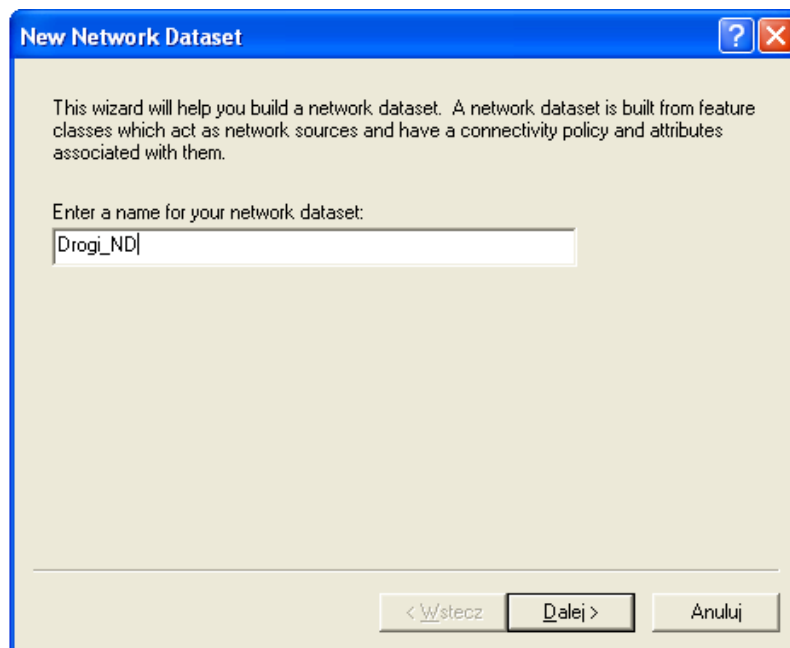 New Network Dataset
This wizard will help you build a network dataset. A network dataset is built from feature
classes which act as network sources and have a connectivity policy and attributes
associated with them.
Enter a name for your network dataset:
Drogi_ND
< Wstecz Dalej > Anuluj